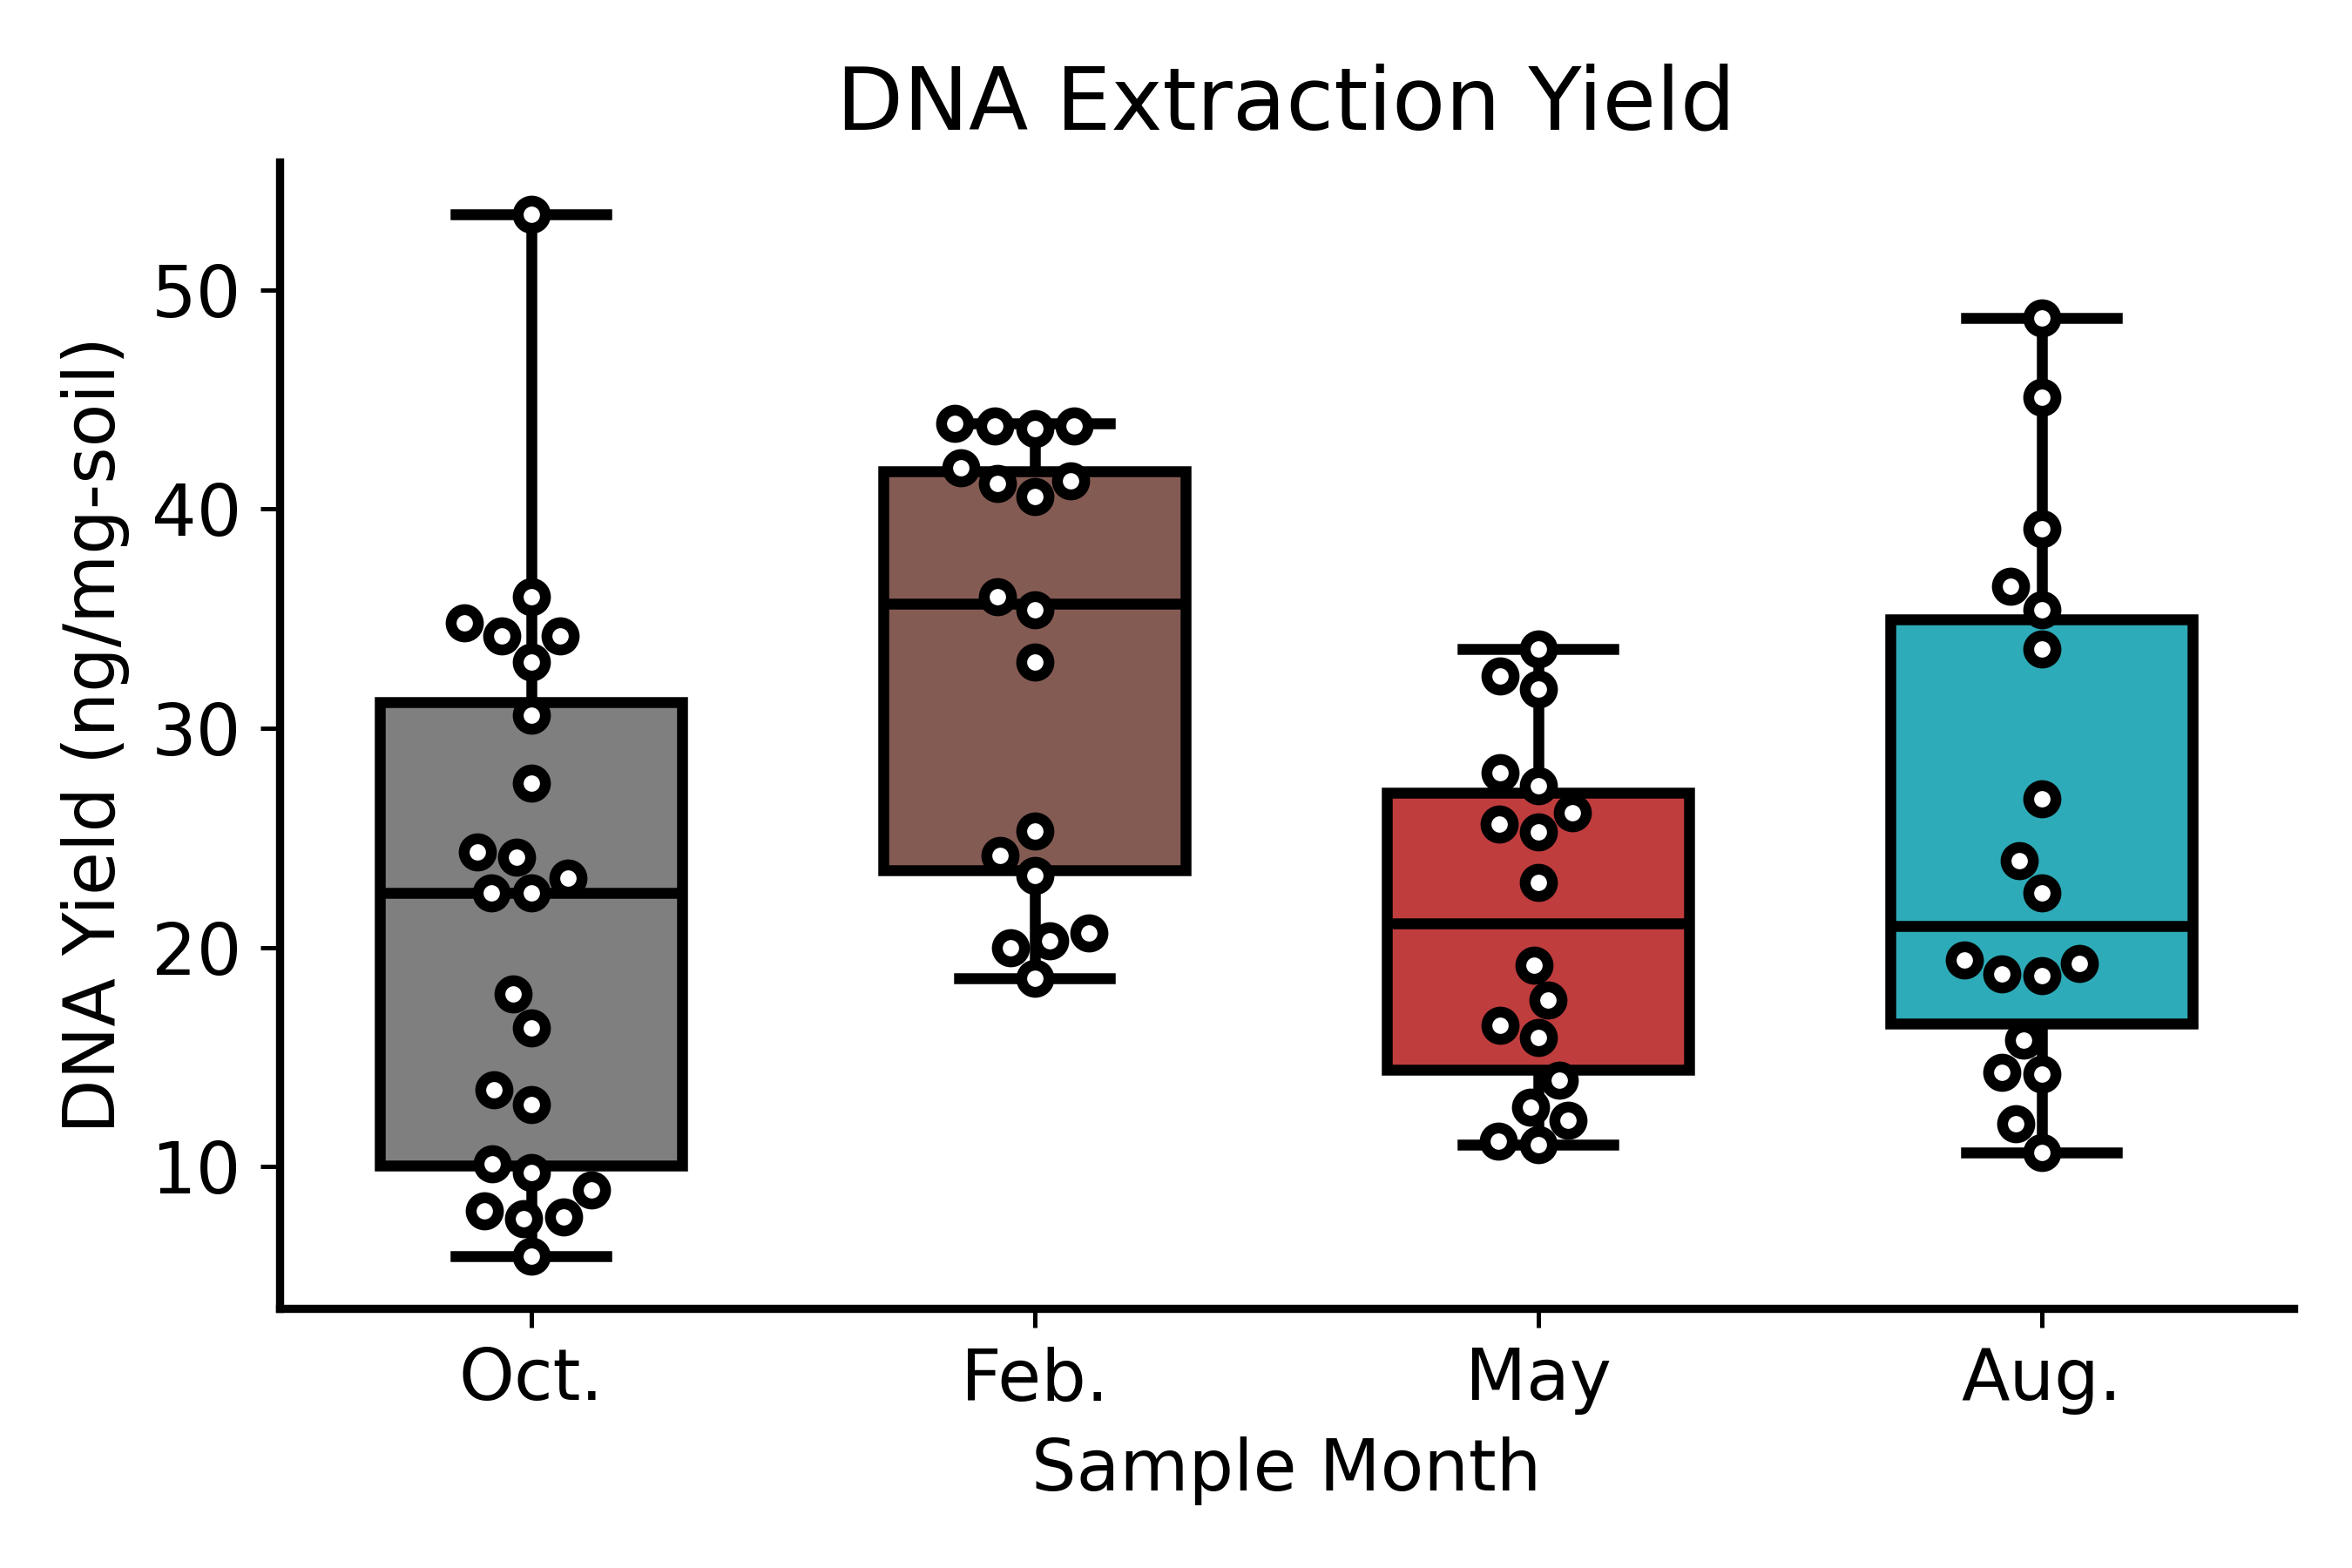 DNA Extraction Yield
DNA Yield (ng/mg-soil)
50
40
30
20
10
Oct.
Feb.
May
Aug.
Sample Month